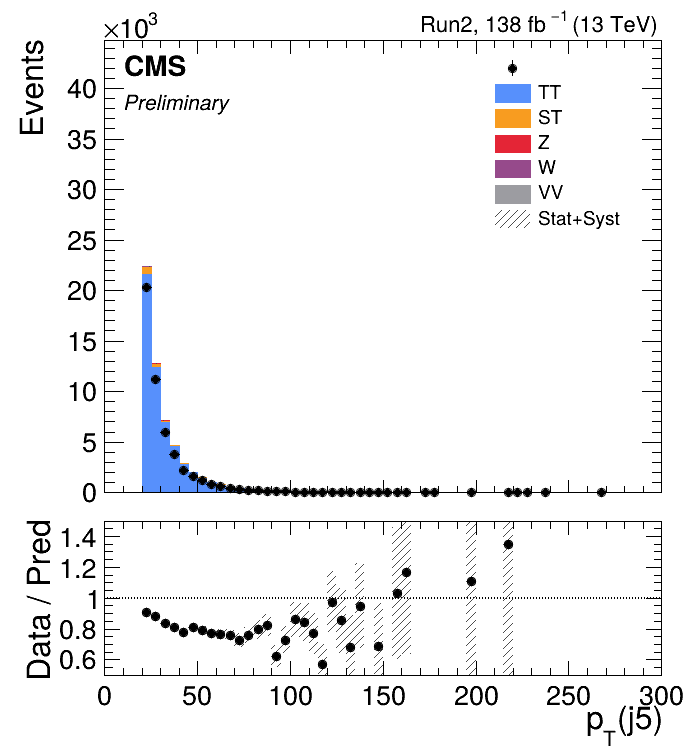 ×10³
Run2, 138 fb⁻¹ (13 TeV)
CMS
Preliminary
Events
TT
ST
Z
W
VV
Stat+Syst
40
35
30
25
20
15
10
5
0
Data / Pred
1.4
1.2
1
0.8
0.6
0 50 100 150 200 250 300
p_T(j5)